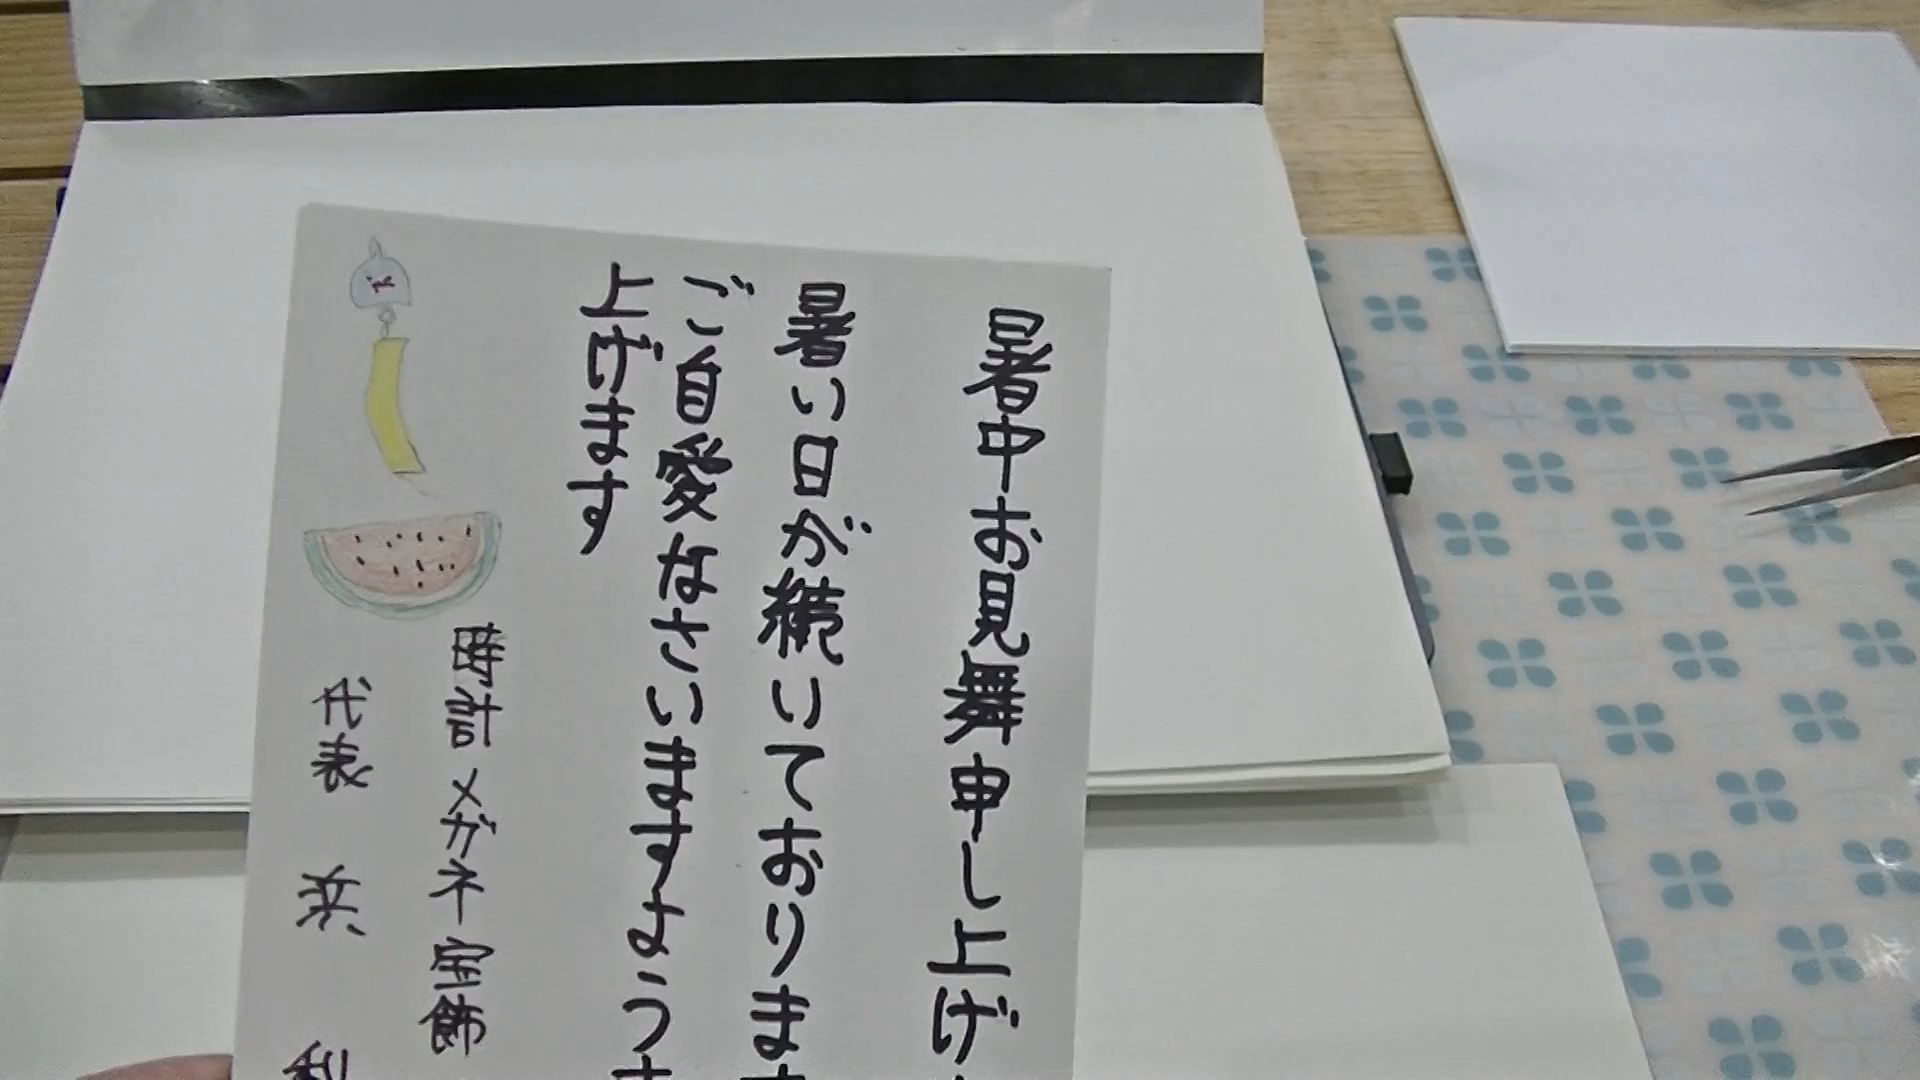 暑中お見舞申し上げ
暑い日が続いておりま
ご自愛なさいますよう
上げます
時計メガネ宝飾
代表 浜 利